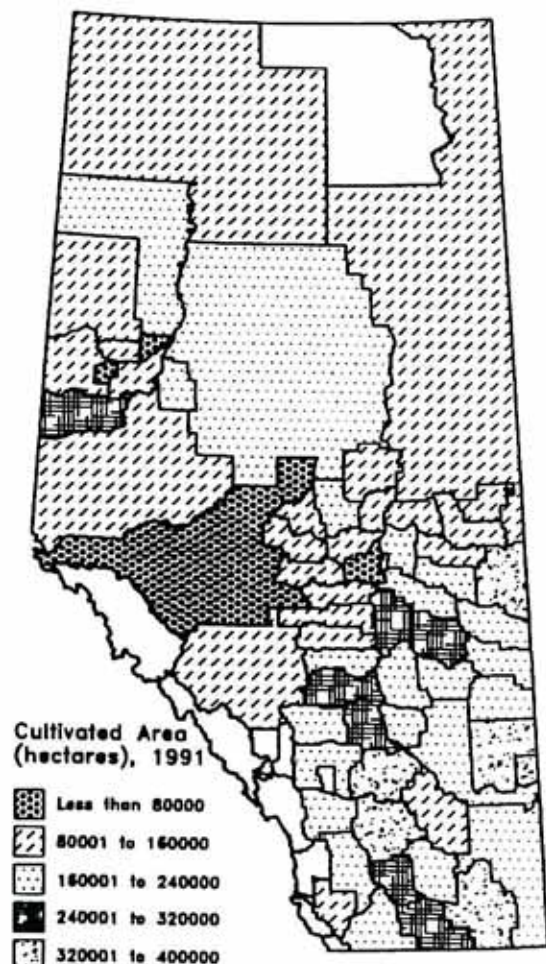 Cultivated Area
(hectares), 1991
Less than 80000
80001 to 160000
160001 to 240000
240001 to 320000
320001 to 400000